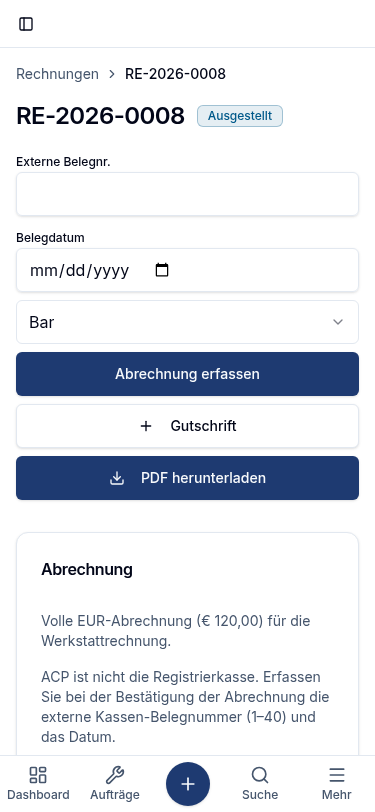 Rechnungen > RE-2026-0008
RE-2026-0008 Ausgestellt
Externe Belegnr.
Belegdatum
mm/dd/yyyy
Bar
Abrechnung erfassen
+ Gutschrift
PDF herunterladen
Abrechnung
Volle EUR-Abrechnung (€ 120,00) für die
Werkstattrechnung.
ACP ist nicht die Registrierkasse. Erfassen
Sie bei der Bestätigung der Abrechnung die
externe Kassen-Belegnummer (1–40) und
das Datum.
Dashboard Aufträge Suche Mehr